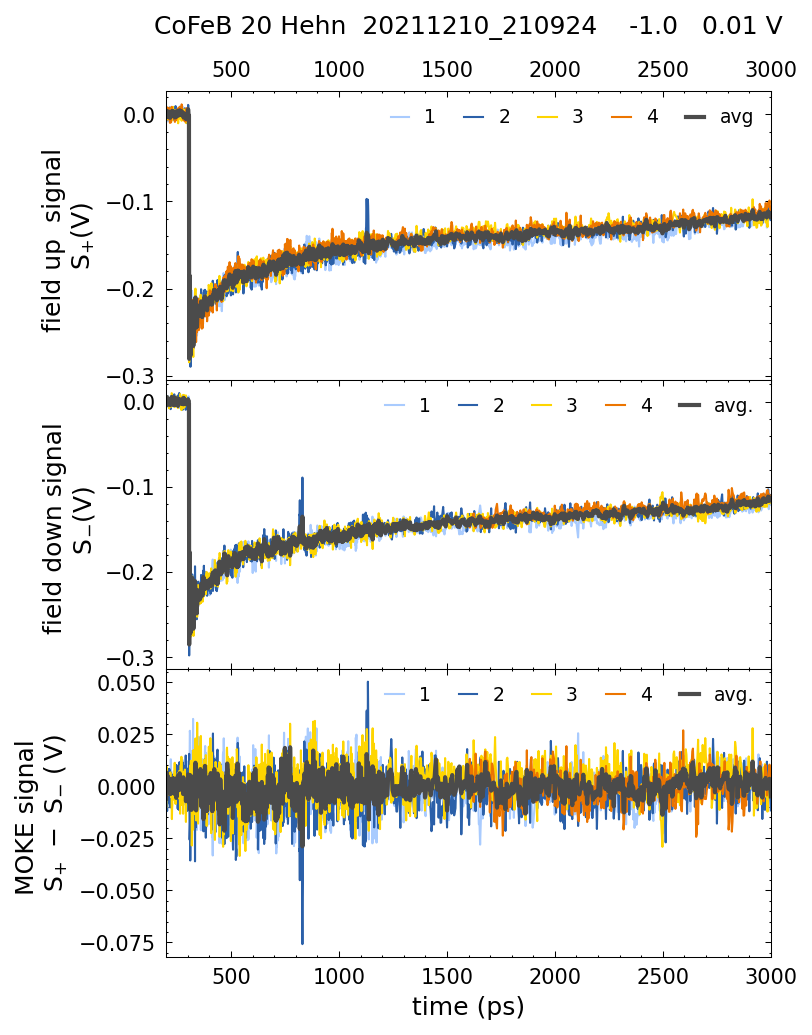 CoFeB 20 Hehn 20211210_210924 -1.0 0.01 V
500 1000 1500 2000 2500 3000
0.0
−0.1
−0.2
−0.3
field up signal
S₊(V)
1 2 3 4 avg
0.0
−0.1
−0.2
−0.3
field down signal
S₋(V)
1 2 3 4 avg.
0.050
0.025
0.000
−0.025
−0.050
−0.075
MOKE signal
S₊ − S₋ ( V)
1 2 3 4 avg.
500 1000 1500 2000 2500 3000
time (ps)